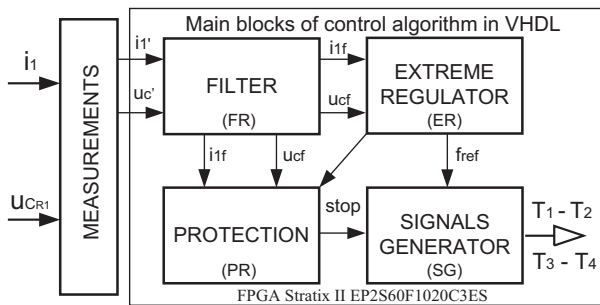 Main blocks of control algorithm in VHDL
i1
uCR1
MEASUREMENTS
i1'
uc'
FILTER
(FR)
i1f
ucf
EXTREME
REGULATOR
(ER)
i1f
ucf
fref
PROTECTION
(PR)
stop
SIGNALS
GENERATOR
(SG)
T1 - T2
T3 - T4
FPGA Stratix II EP2S60F1020C3ES